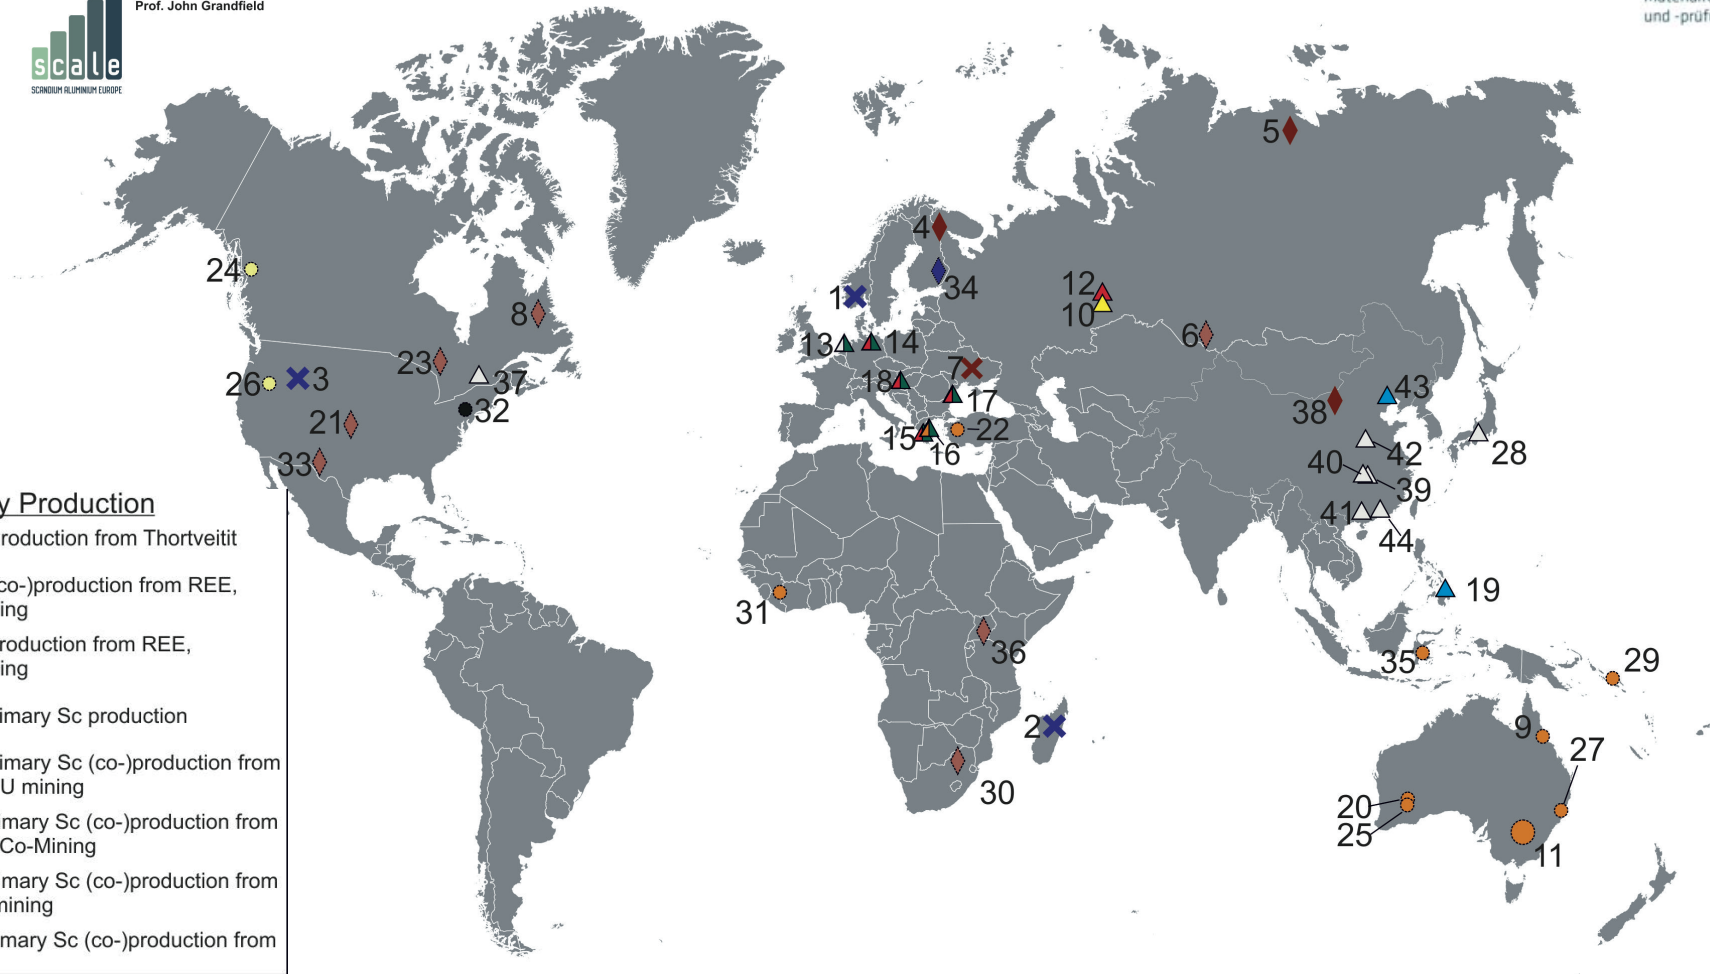 Prof. John Grandfield
und -prüf
scale
SCANDIUM ALUMINIUM EUROPE
5
4
24
34
12
1
10
8
6
13
14
23
7
26
3
37
18
43
32
17
38
21
15
22
16
42
28
33
40
39
y Production
41
roduction from Thortveitit
44
co-)production from REE,
ing
19
31
roduction from REE,
36
ing
35
29
imary Sc production
2
9
27
imary Sc (co-)production from
U mining
30
20
imary Sc (co-)production from
25
Co-Mining
11
mary Sc (co-)production from
mining
mary Sc (co-)production from